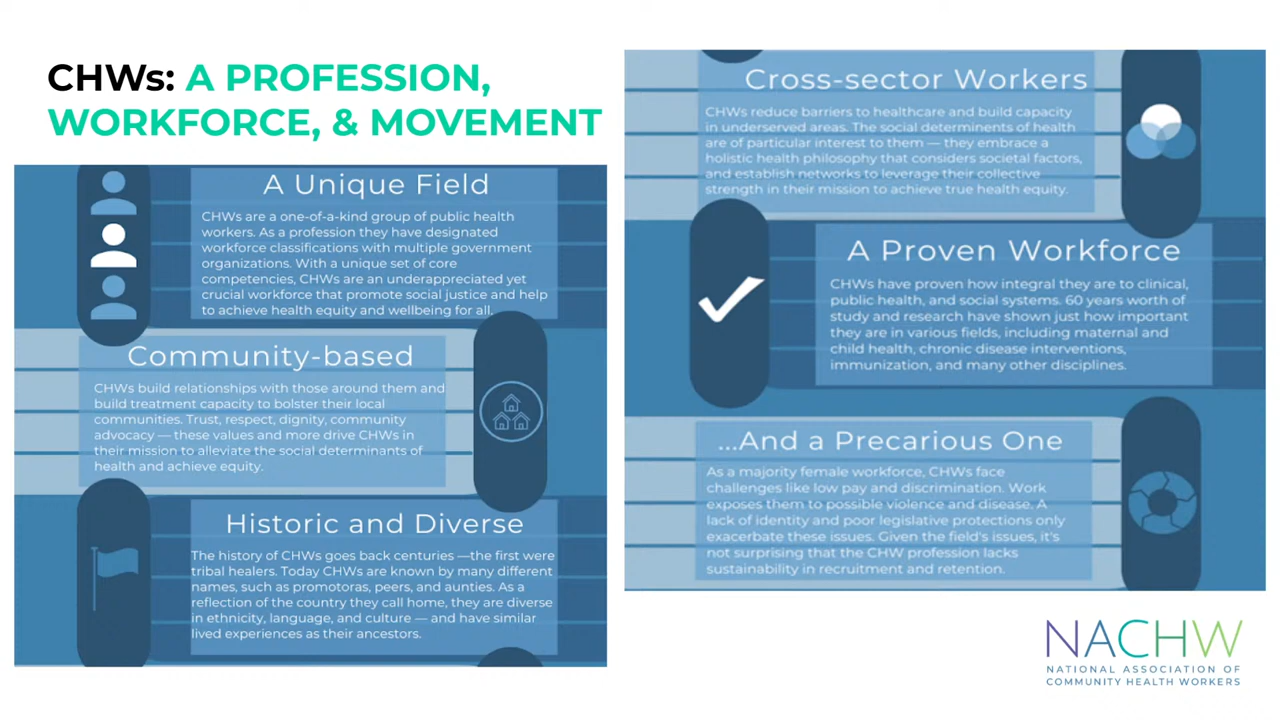 CHWs: A PROFESSION,
WORKFORCE, & MOVEMENT
A Unique Field
CHWs are a one-of-a-kind group of public health
workers. As a profession they have designated
workforce classifications with multiple government
organizations. With a unique set of core
competencies, CHWs are an underappreciated yet
crucial workforce that promote social justice and help
to achieve health equity and wellbeing for all.
Community-based
CHWs build relationships with those around them and
build treatment capacity to bolster their local
communities. Trust, respect, dignity, community
advocacy — these values and more drive CHWs in
their mission to alleviate the social determinants of
health and achieve equity.
Historic and Diverse
The history of CHWs goes back centuries —the first were
tribal healers. Today CHWs are known by many different
names, such as promotoras, peers, and aunties. As a
reflection of the country they call home, they are diverse
in ethnicity, language, and culture — and have similar
lived experiences as their ancestors.
Cross-sector Workers
CHWs reduce barriers to healthcare and build capacity
in underserved areas. The social determinents of health
are of particular interest to them — they embrace a
holistic health philosophy that considers societal factors,
and establish networks to leverage their collective
strength in their mission to achieve true health equity.
A Proven Workforce
CHWs have proven how integral they are to clinical,
public health, and social systems. 60 years worth of
study and research have shown just how important
they are in various fields, including maternal and
child health, chronic disease interventions,
immunization, and many other disciplines.
...And a Precarious One
As a majority female workforce, CHWs face
challenges like low pay and discrimination. Work
exposes them to possible violence and disease. A
lack of identity and poor legislative protections only
exacerbate these issues. Given the field's issues, it's
not surprising that the CHW profession lacks
sustainability in recruitment and retention.
NACHW
NATIONAL ASSOCIATION OF
COMMUNITY HEALTH WORKERS